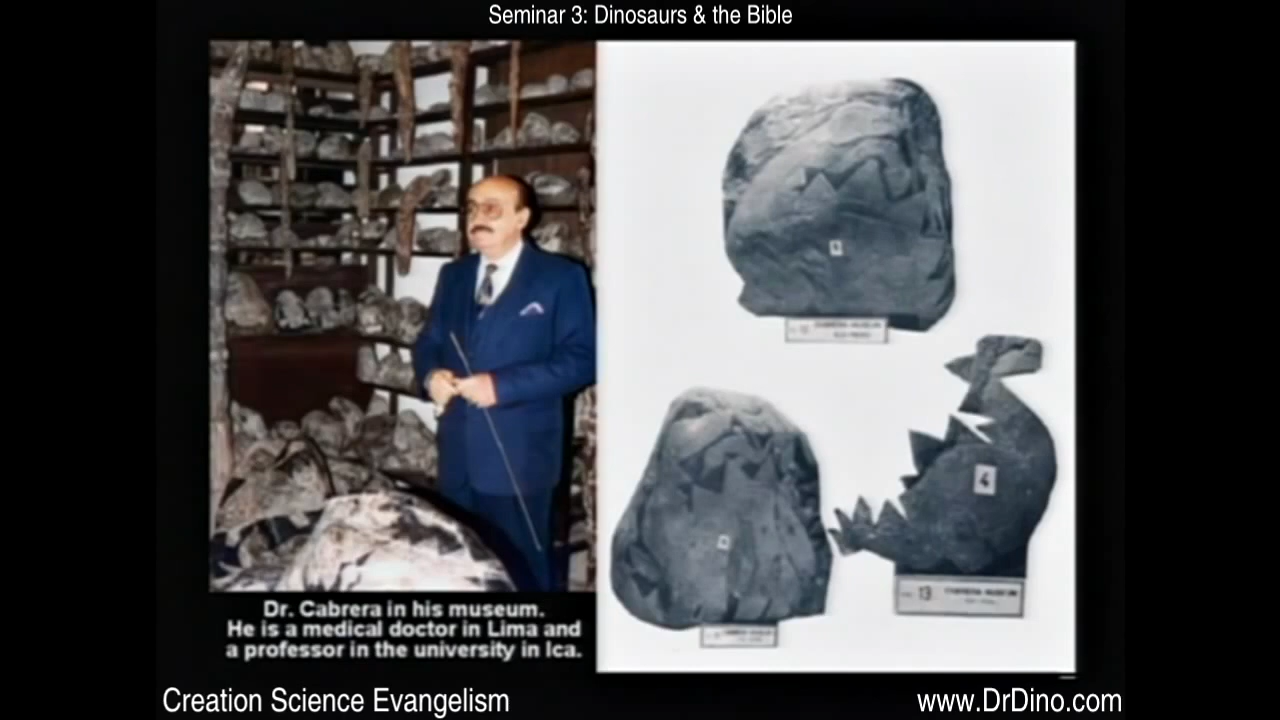 Seminar 3: Dinosaurs & the Bible
4
13
Dr. Cabrera in his museum.
He is a medical doctor in Lima and
a professor in the university in Ica.
Creation Science Evangelism
www.DrDino.com